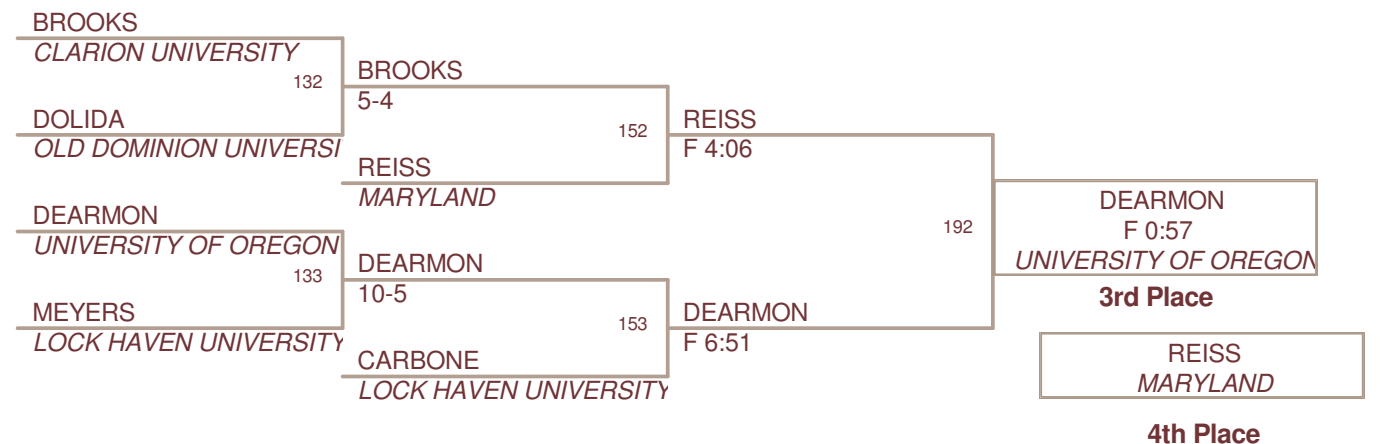 BROOKS
CLARION UNIVERSITY
132
BROOKS
5-4
DOLIDA
OLD DOMINION UNIVERSI
152
REISS
F 4:06
REISS
MARYLAND
DEARMON
UNIVERSITY OF OREGON
133
DEARMON
10-5
MEYERS
LOCK HAVEN UNIVERSITY
153
DEARMON
F 6:51
CARBONE
LOCK HAVEN UNIVERSITY
192
DEARMON
F 0:57
UNIVERSITY OF OREGON
3rd Place
REISS
MARYLAND
4th Place